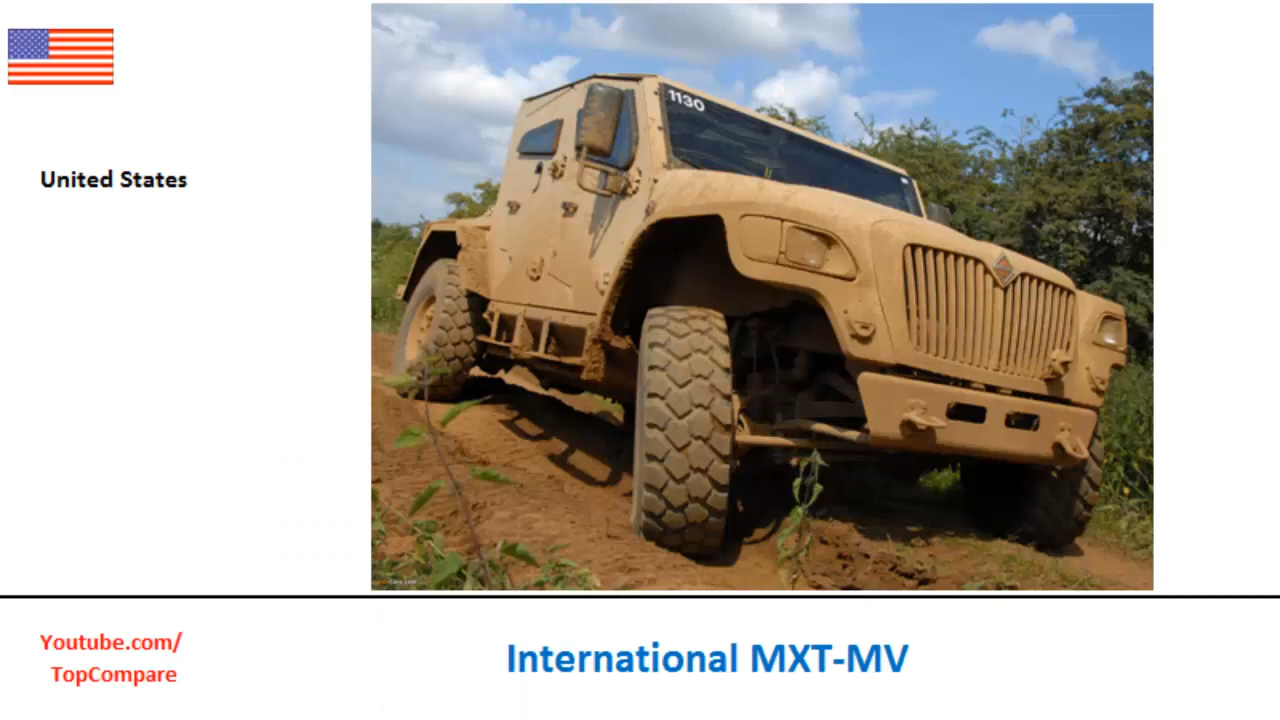 United States
1130
Youtube.com/
TopCompare
International MXT-MV